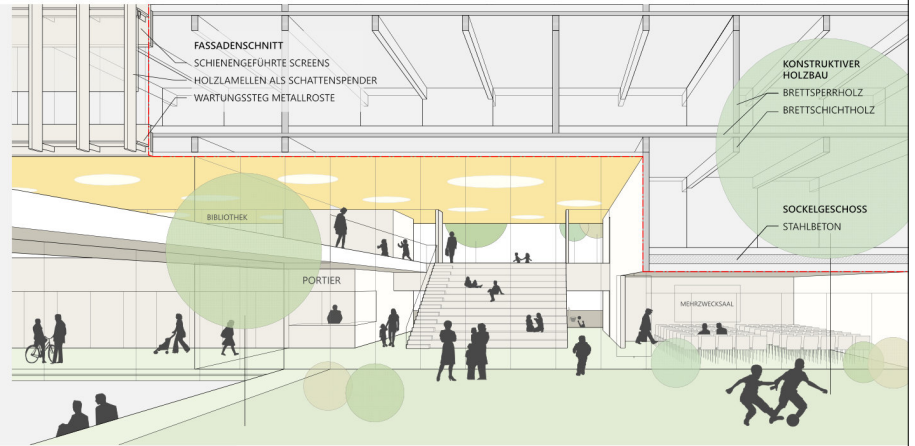 FASSADENSCHNITT
SCHIENENGEFÜHRTE SCREENS
HOLZLAMELLEN ALS SCHATTENSPENDER
WARTUNGSSTEG METALLROSTE
KONSTRUKTIVER
HOLZBAU
BRETTSPERRHOLZ
BRETTSCHICHTHOLZ
SOCKELGESCHOSS
STAHLBETON
BIBLIOTHEK
PORTIER
MEHRZWECKSAAL